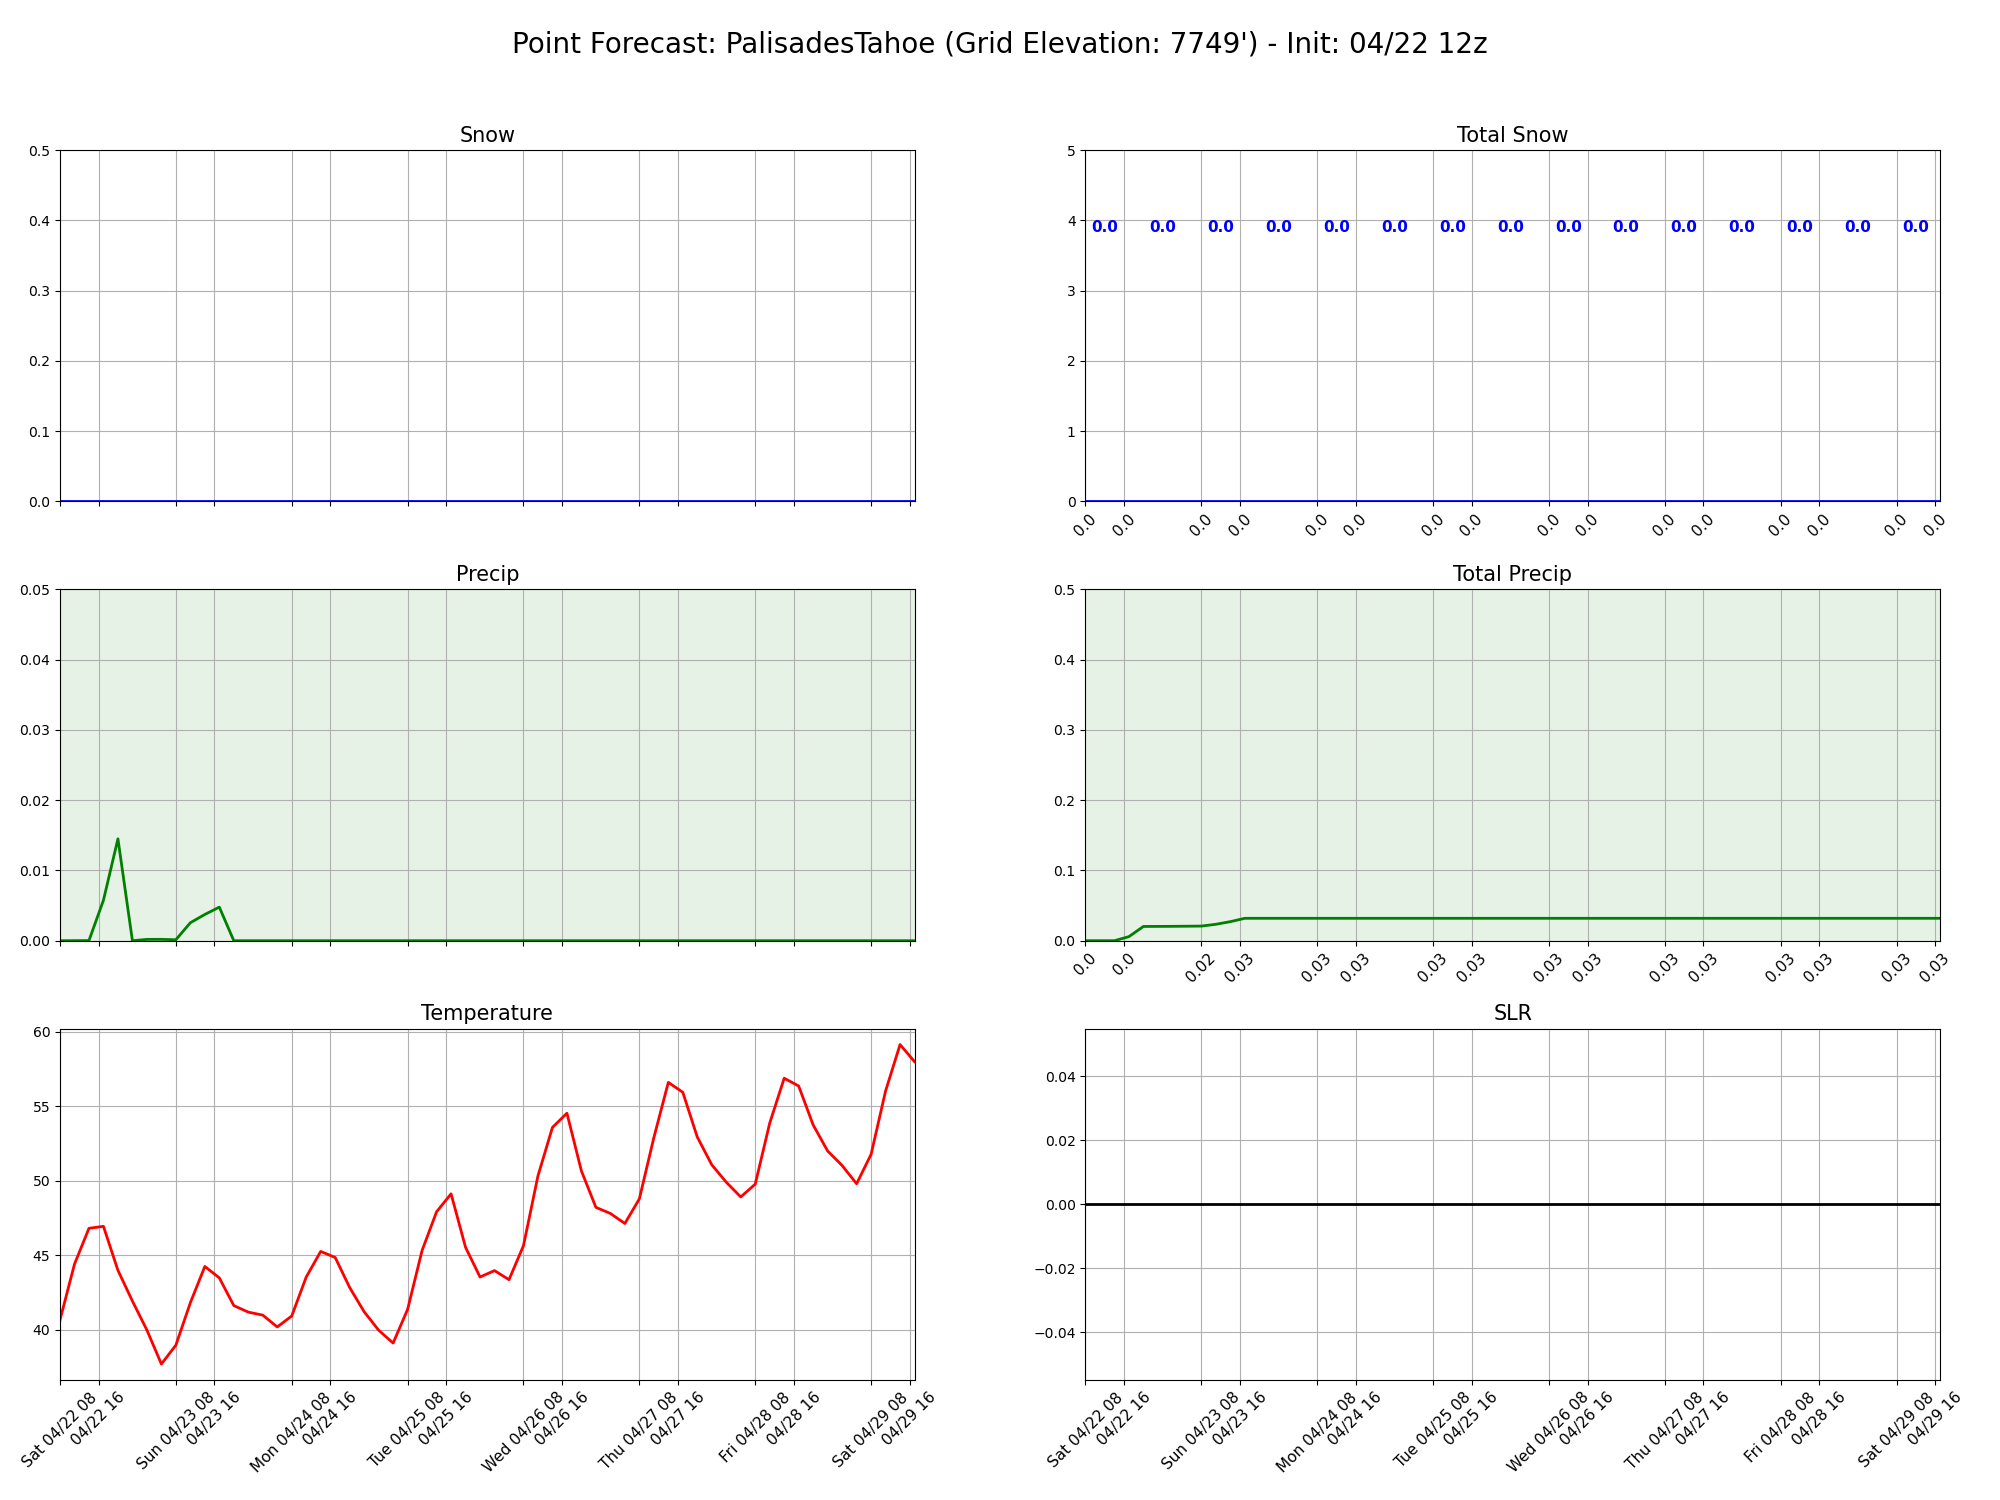 Point Forecast: PalisadesTahoe (Grid Elevation: 7749') - Init: 04/22 12z
Snow
0.5
0.4
0.3
0.2
0.1
0.0
Total Snow
5
4
3
2
1
0
0.0 0.0 0.0 0.0 0.0 0.0 0.0 0.0 0.0 0.0 0.0 0.0 0.0 0.0 0.0
0.0 0.0 0.0 0.0 0.0 0.0 0.0 0.0 0.0 0.0 0.0 0.0 0.0 0.0 0.0 0.0
Precip
0.05
0.04
0.03
0.02
0.01
0.00
Total Precip
0.5
0.4
0.3
0.2
0.1
0.0
0.0 0.0 0.02 0.03 0.03 0.03 0.03 0.03 0.03 0.03 0.03 0.03 0.03 0.03 0.03 0.03
Temperature
60
55
50
45
40
Sat 04/22 08
04/22 16
Sun 04/23 08
04/23 16
Mon 04/24 08
04/24 16
Tue 04/25 08
04/25 16
Wed 04/26 08
04/26 16
Thu 04/27 08
04/27 16
Fri 04/28 08
04/28 16
Sat 04/29 08
04/29 16
SLR
0.04
0.02
0.00
−0.02
−0.04
Sat 04/22 08
04/22 16
Sun 04/23 08
04/23 16
Mon 04/24 08
04/24 16
Tue 04/25 08
04/25 16
Wed 04/26 08
04/26 16
Thu 04/27 08
04/27 16
Fri 04/28 08
04/28 16
Sat 04/29 08
04/29 16